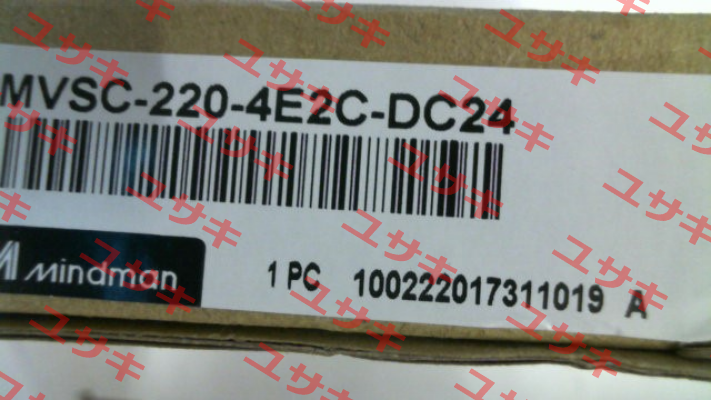 MVSC-220-4E2C-DC24
Mindman
1 PC 100222017311019 A
ユサキ